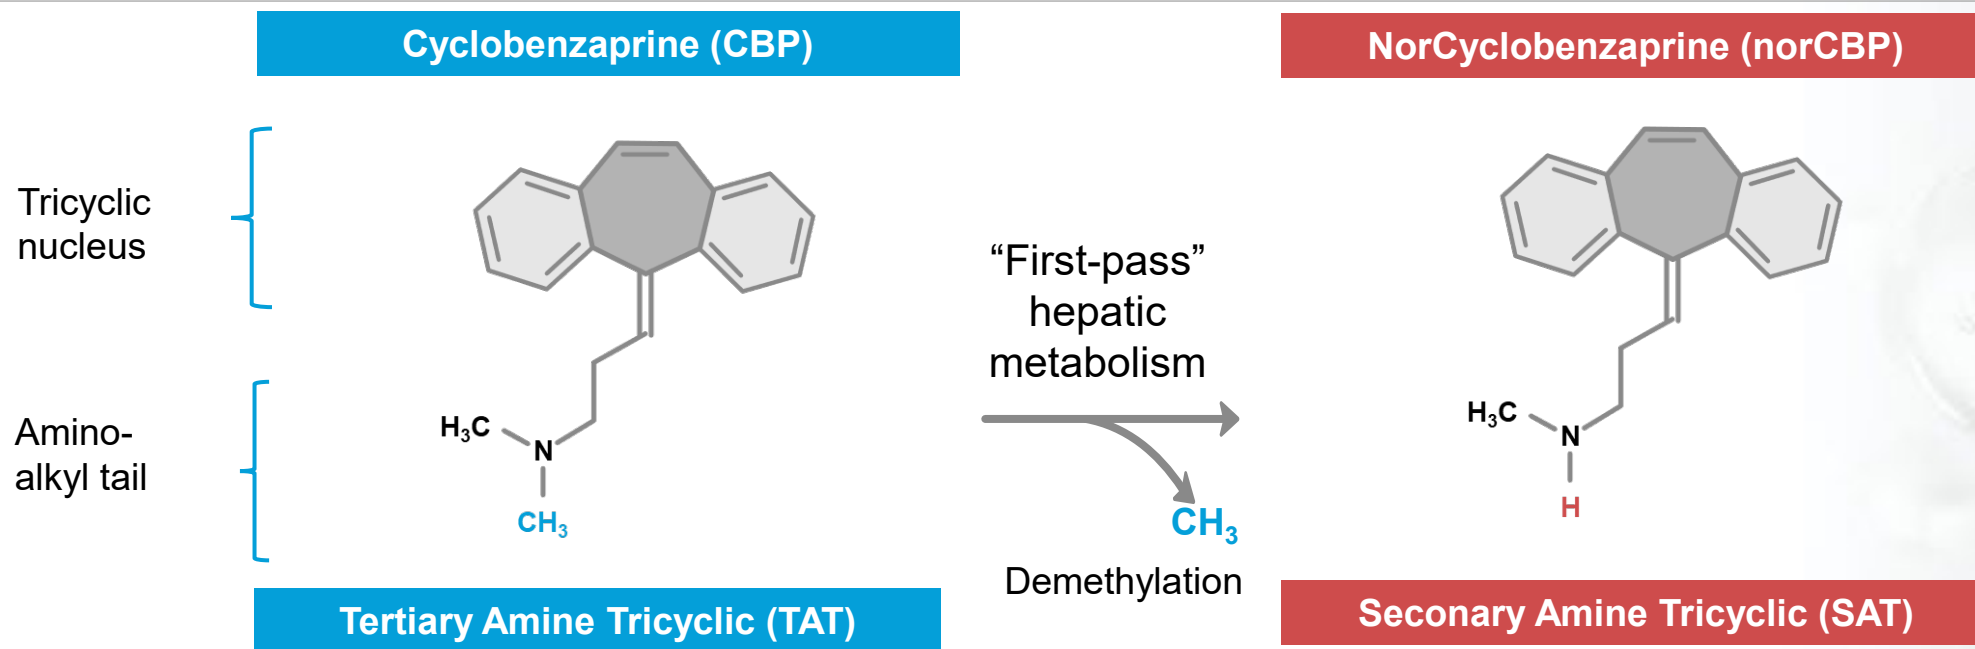 Cyclobenzaprine (CBP)
NorCyclobenzaprine (norCBP)
Tricyclic
nucleus
"First-pass"
hepatic
metabolism
Amino-
alkyl tail
H₃C
N
CH₃
CH₃
Demethylation
H₃C
N
H
Tertiary Amine Tricyclic (TAT)
Seconary Amine Tricyclic (SAT)